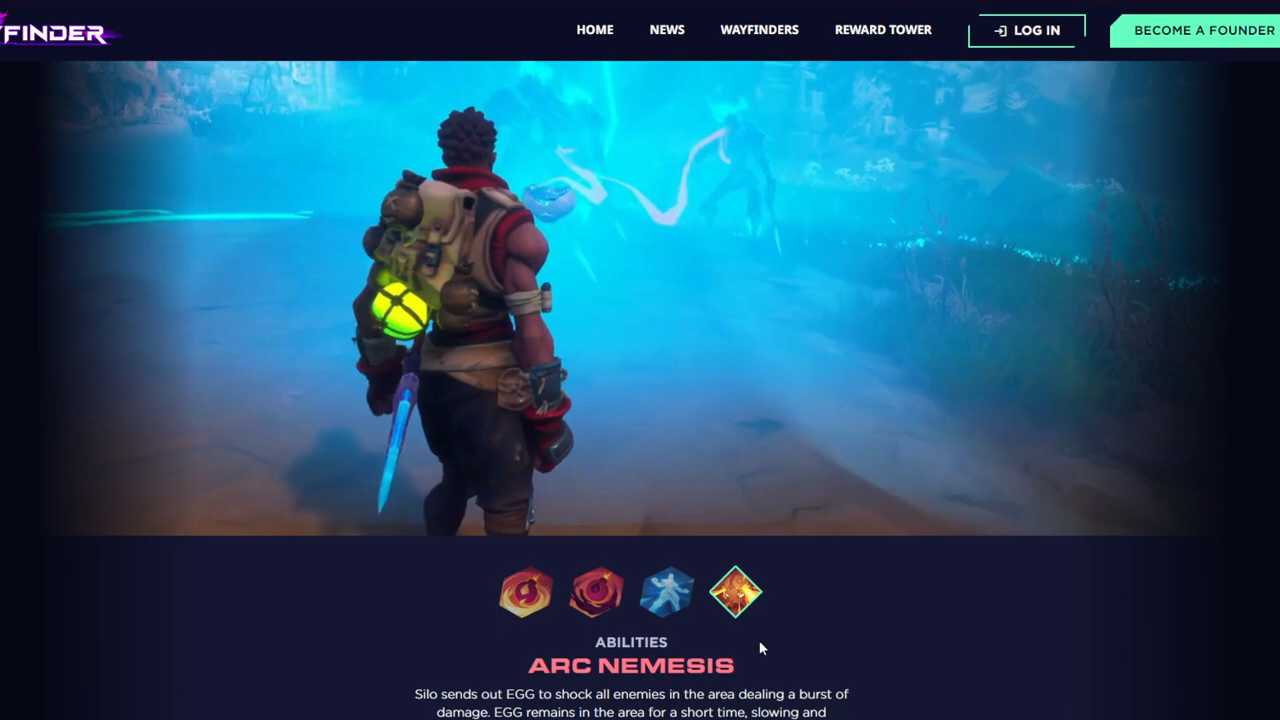 FINDER
HOME
NEWS
WAYFINDERS
REWARD TOWER
LOG IN
BECOME A FOUNDER
ABILITIES
ARC NEMESIS
Silo sends out EGG to shock all enemies in the area dealing a burst of
damage. EGG remains in the area for a short time, slowing and